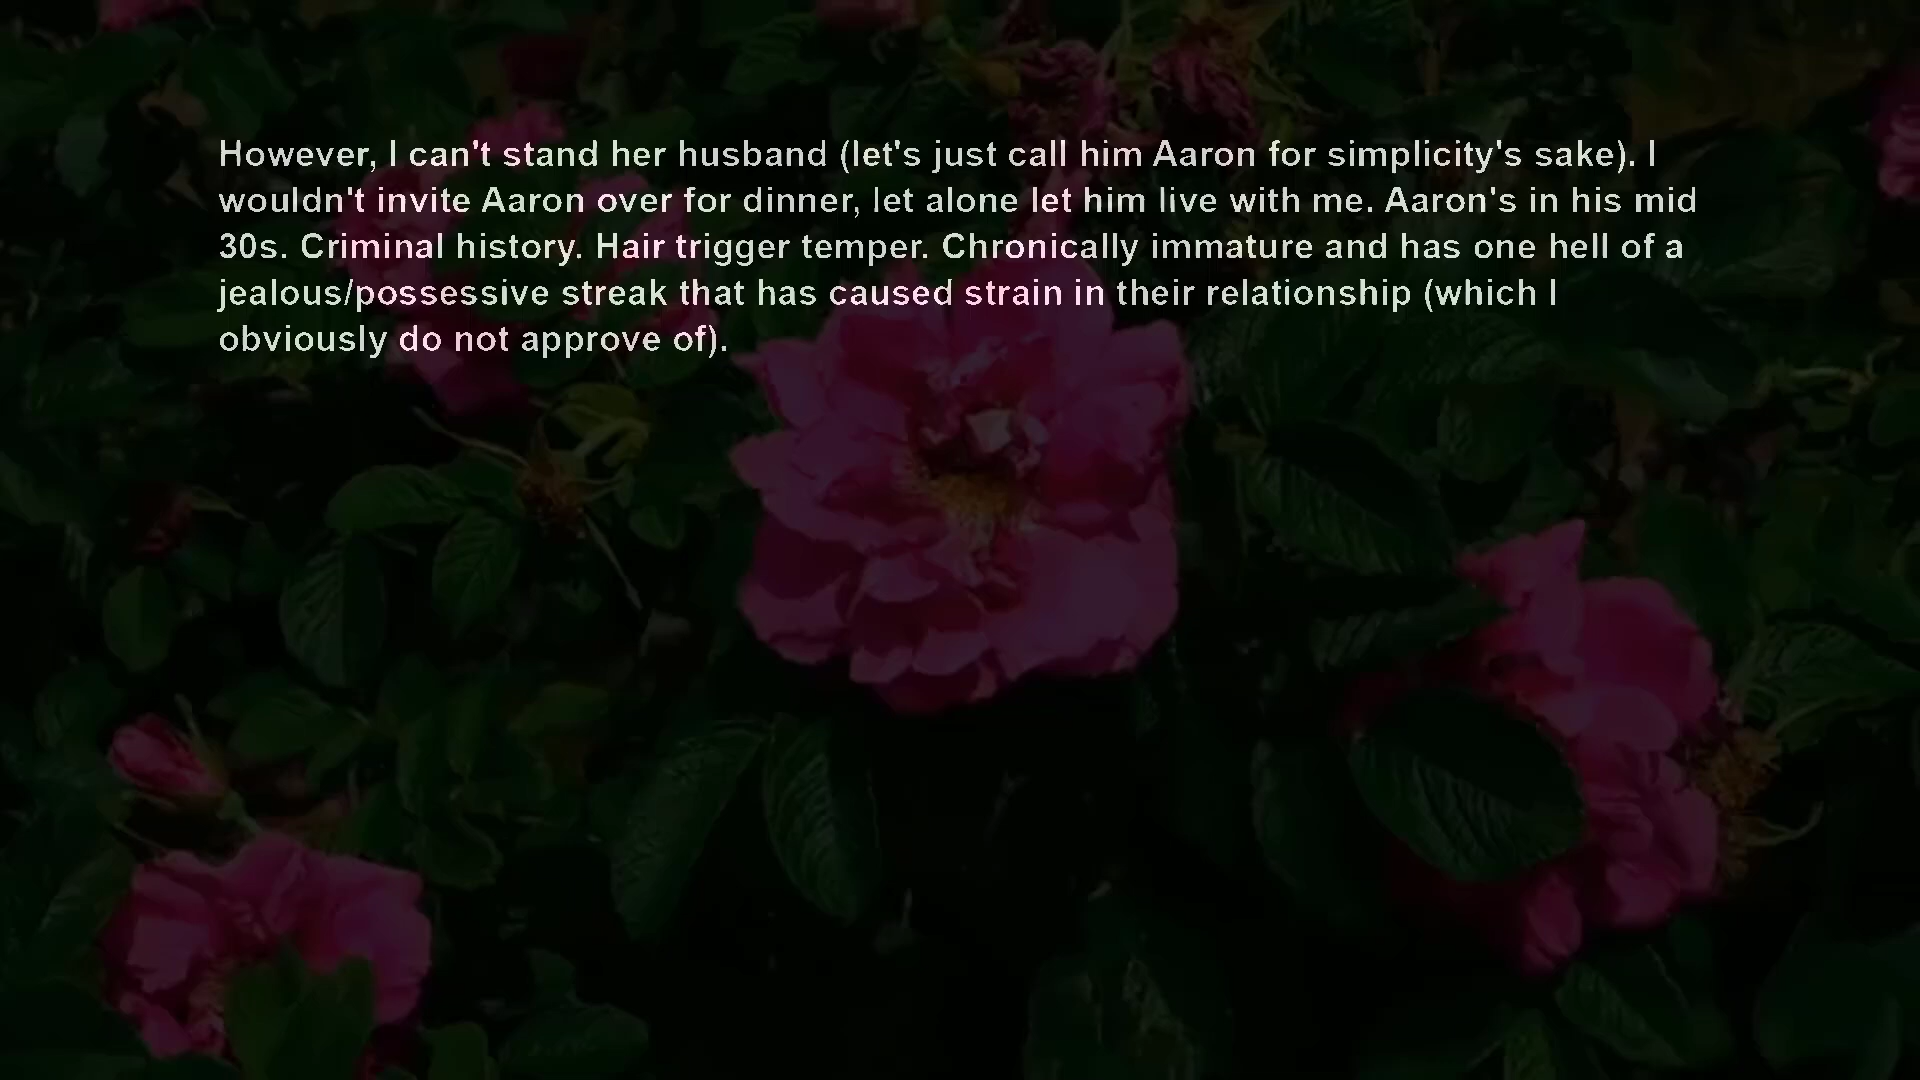 However, I can't stand her husband (let's just call him Aaron for simplicity's sake). I
wouldn't invite Aaron over for dinner, let alone let him live with me. Aaron's in his mid
30s. Criminal history. Hair trigger temper. Chronically immature and has one hell of a
jealous/possessive streak that has caused strain in their relationship (which I
obviously do not approve of).